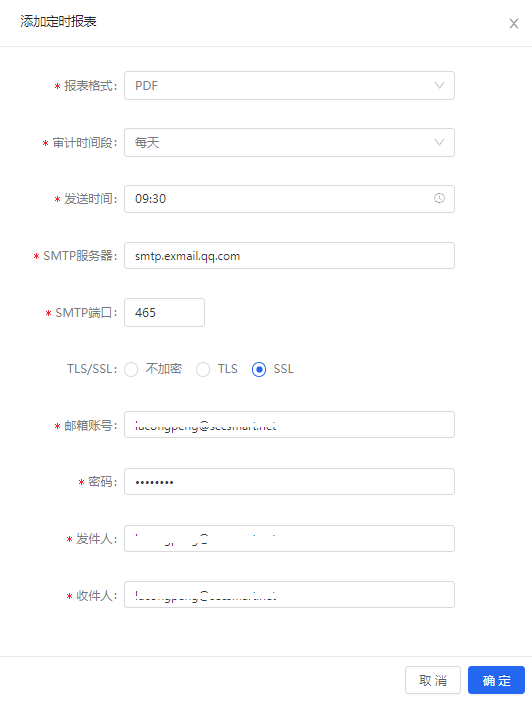 添加定时报表
* 报表格式: PDF
* 审计时间段: 每天
* 发送时间: 09:30
* SMTP服务器: smtp.exmail.qq.com
* SMTP端口: 465
TLS/SSL: 不加密 TLS SSL
* 邮箱账号:
* 密码: ••••••••
* 发件人:
* 收件人:
取消 确定